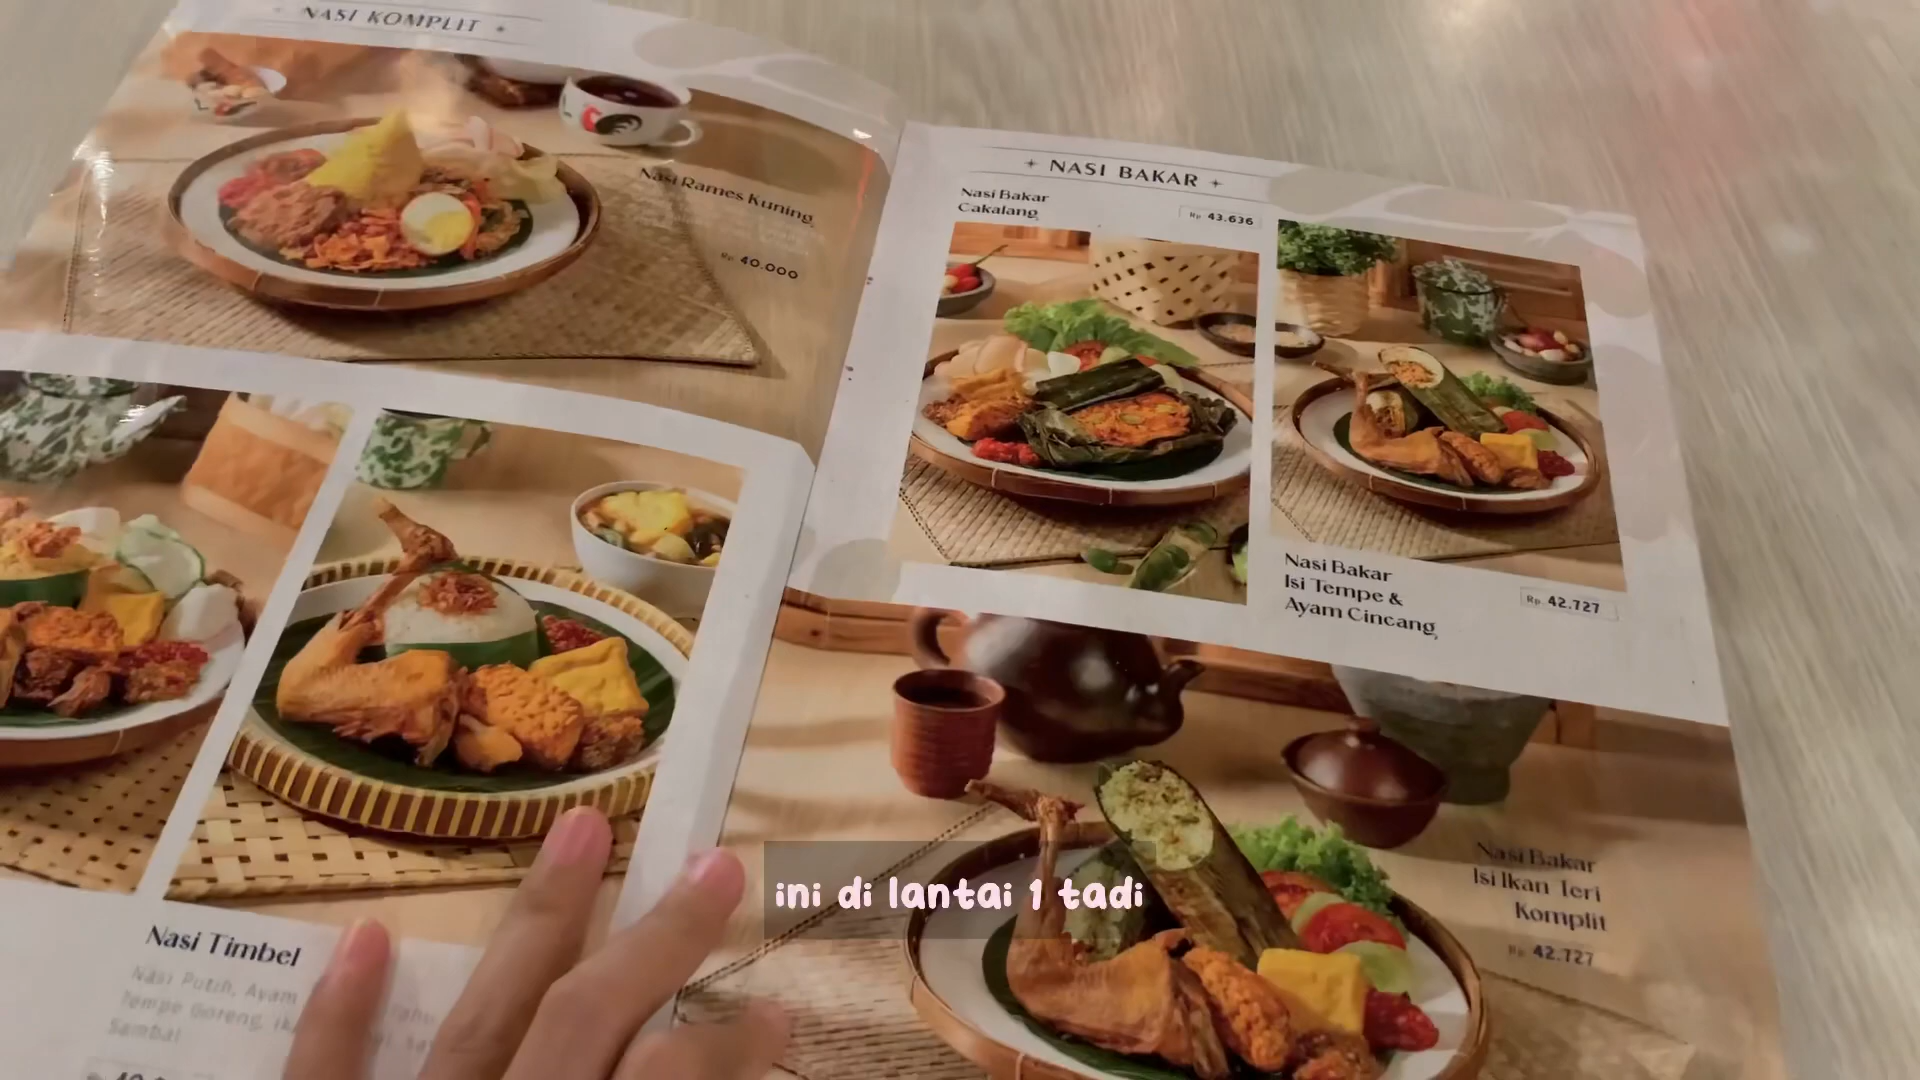 NASI KOMPLIT
Nasi Rames Kuning
Rp. 40.000
Nasi Timbel
Nasi Putih, Ayam
Tempe Goreng,
Sambal
NASI BAKAR
Nasi Bakar
Cakalang
Rp 43.636
Nasi Bakar
Isi Tempe &
Ayam Cincang
Rp. 42.727
Nasi Bakar
Isi Ikan Teri
Komplit
Rp 42.727
ini di lantai 1 tadi